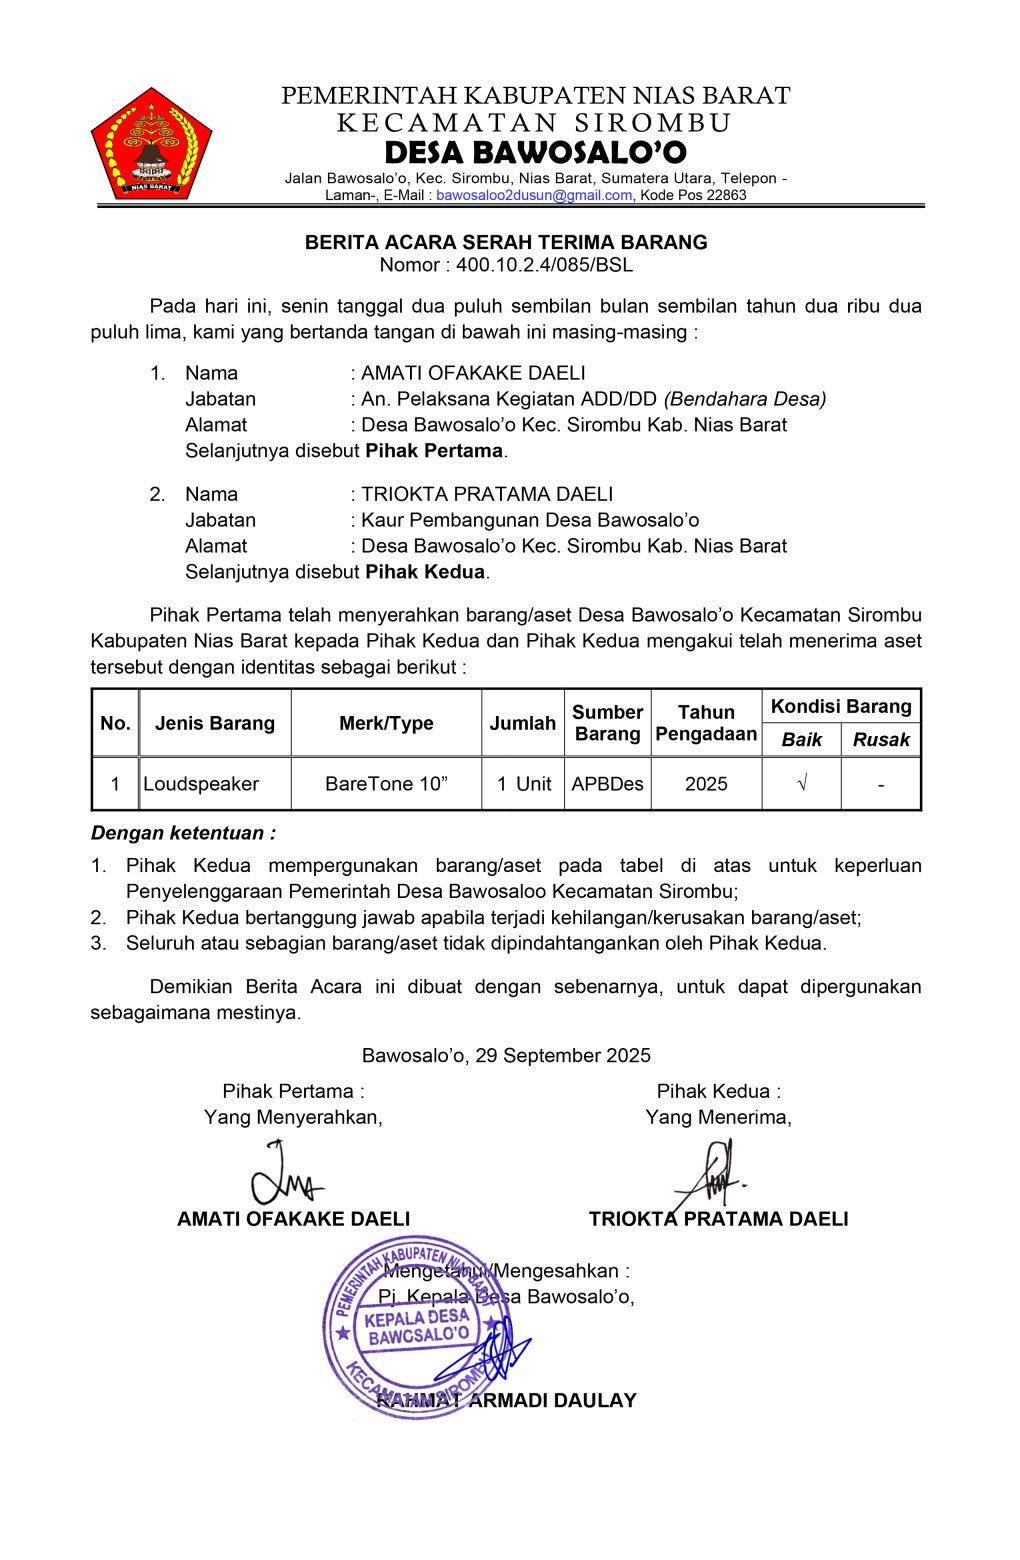 PEMERINTAH KABUPATEN NIAS BARAT
KECAMATAN SIROMBU
DESA BAWOSALO’O
Jalan Bawosalo’o, Kec. Sirombu, Nias Barat, Sumatera Utara, Telepon -
Laman-, E-Mail : bawosaloo2dusun@gmail.com, Kode Pos 22863
NIAS BARAT
BERITA ACARA SERAH TERIMA BARANG
Nomor : 400.10.2.4/085/BSL
Pada hari ini, senin tanggal dua puluh sembilan bulan sembilan tahun dua ribu dua
puluh lima, kami yang bertanda tangan di bawah ini masing-masing :
1. Nama : AMATI OFAKAKE DAELI
Jabatan : An. Pelaksana Kegiatan ADD/DD (Bendahara Desa)
Alamat : Desa Bawosalo’o Kec. Sirombu Kab. Nias Barat
Selanjutnya disebut Pihak Pertama.
2. Nama : TRIOKTA PRATAMA DAELI
Jabatan : Kaur Pembangunan Desa Bawosalo’o
Alamat : Desa Bawosalo’o Kec. Sirombu Kab. Nias Barat
Selanjutnya disebut Pihak Kedua.
Pihak Pertama telah menyerahkan barang/aset Desa Bawosalo’o Kecamatan Sirombu
Kabupaten Nias Barat kepada Pihak Kedua dan Pihak Kedua mengakui telah menerima aset
tersebut dengan identitas sebagai berikut :
No. Jenis Barang Merk/Type Jumlah Sumber Barang Tahun Pengadaan Kondisi Barang
Baik Rusak
1 Loudspeaker BareTone 10” 1 Unit APBDes 2025 √ -
Dengan ketentuan :
1. Pihak Kedua mempergunakan barang/aset pada tabel di atas untuk keperluan
Penyelenggaraan Pemerintah Desa Bawosaloo Kecamatan Sirombu;
2. Pihak Kedua bertanggung jawab apabila terjadi kehilangan/kerusakan barang/aset;
3. Seluruh atau sebagian barang/aset tidak dipindahtangankan oleh Pihak Kedua.
Demikian Berita Acara ini dibuat dengan sebenarnya, untuk dapat dipergunakan
sebagaimana mestinya.
Bawosalo’o, 29 September 2025
Pihak Pertama : Pihak Kedua :
Yang Menyerahkan, Yang Menerima,
AMATI OFAKAKE DAELI TRIOKTA PRATAMA DAELI
Mengetahui/Mengesahkan :
Pj. Kepala Desa Bawosalo’o,
PEMERINTAH KABUPATEN NIAS BARAT
KEPALA DESA
BAWOSALO’O
KECAMATAN SIROMBU
RAHMAT ARMADI DAULAY